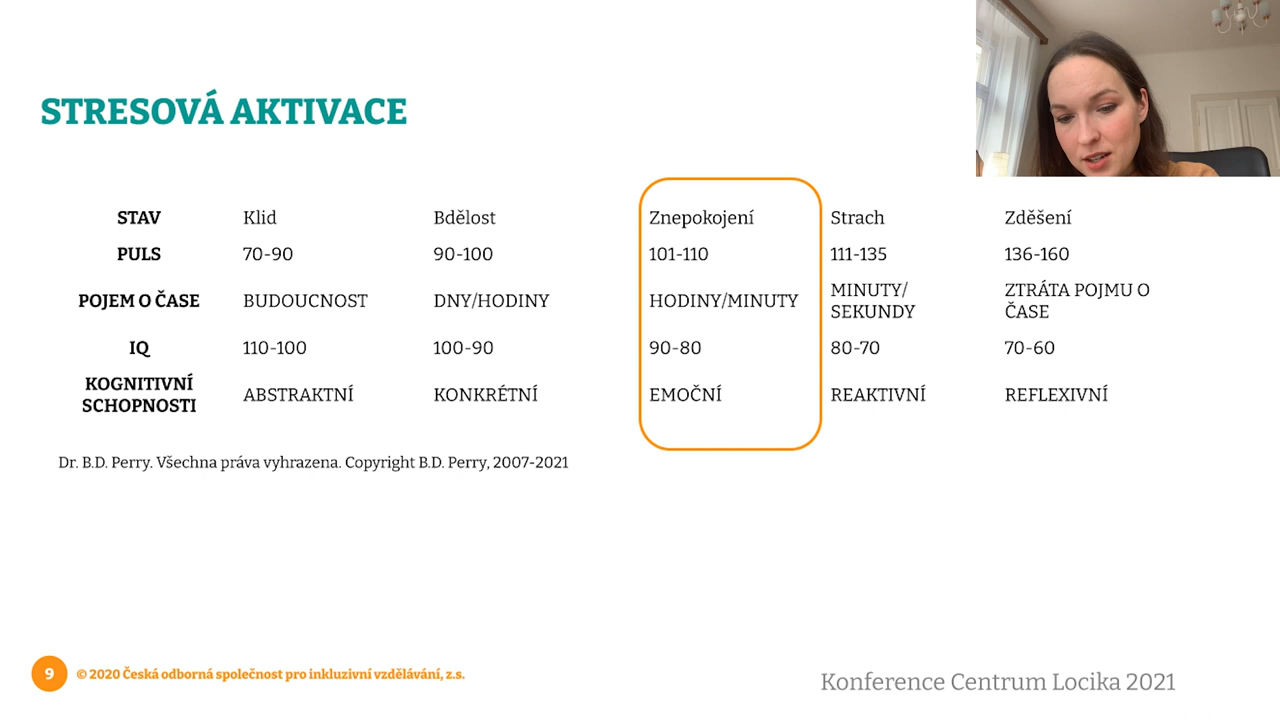 STRESOVÁ AKTIVACE
STAV Klid Bdělost Znepokojení Strach Zděšení
PULS 70-90 90-100 101-110 111-135 136-160
POJEM O ČASE BUDOUCNOST DNY/HODINY HODINY/MINUTY MINUTY/ SEKUNDY ZTRÁTA POJMU O ČASE
IQ 110-100 100-90 90-80 80-70 70-60
KOGNITIVNÍ SCHOPNOSTI ABSTRAKTNÍ KONKRÉTNÍ EMOČNÍ REAKTIVNÍ REFLEXIVNÍ
Dr. B.D. Perry. Všechna práva vyhrazena. Copyright B.D. Perry, 2007-2021
9 © 2020 Česká odborná společnost pro inkluzivní vzdělávání, z.s.
Konference Centrum Locika 2021